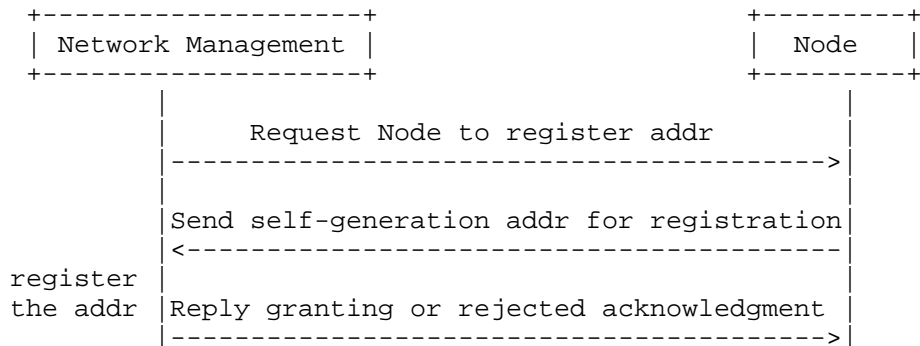 Network Management Node
Request Node to register addr
Send self-generation addr for registration
register
the addr Reply granting or rejected acknowledgment